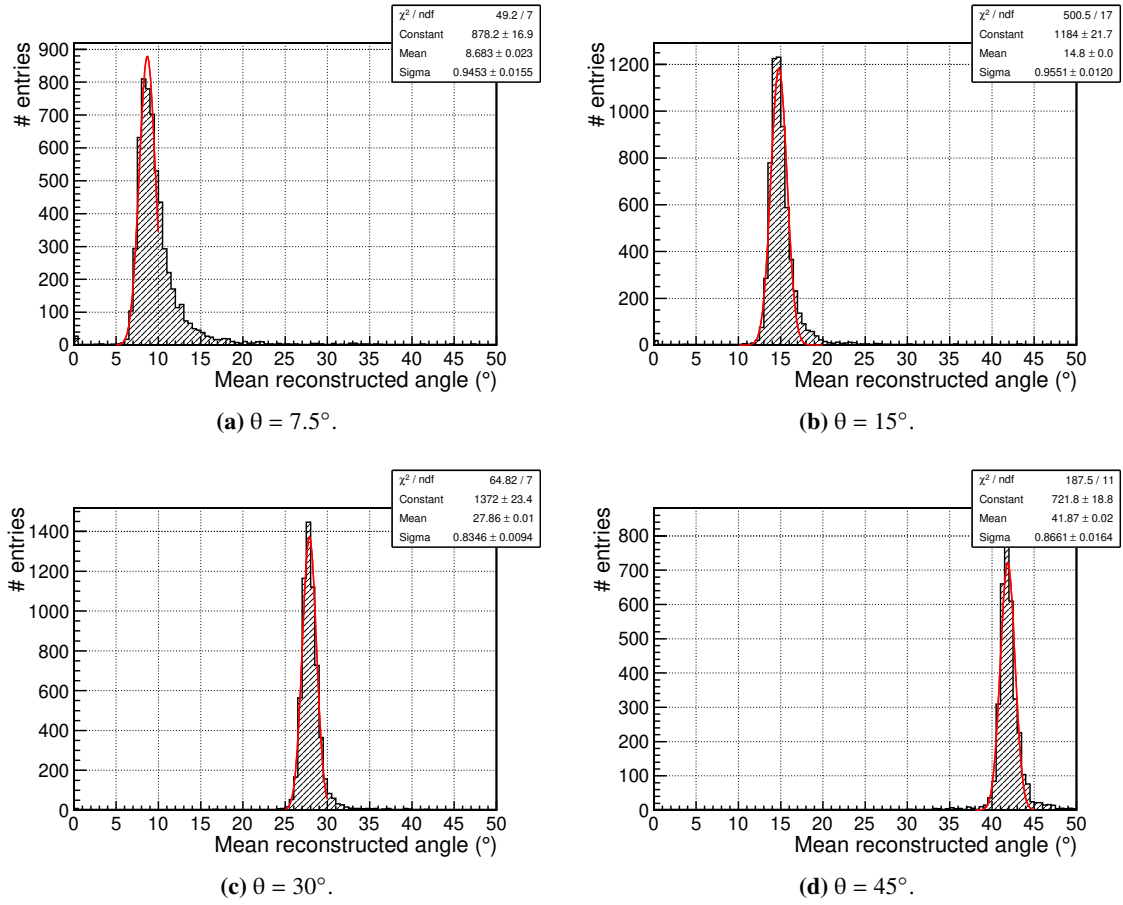 χ² / ndf 49.2 / 7
Constant 878.2 ± 16.9
Mean 8.683 ± 0.023
Sigma 0.9453 ± 0.0155
# entries
900
800
700
600
500
400
300
200
100
0
0 5 10 15 20 25 30 35 40 45 50
Mean reconstructed angle (°)
(a) θ = 7.5°.
χ² / ndf 500.5 / 17
Constant 1184 ± 21.7
Mean 14.8 ± 0.0
Sigma 0.9551 ± 0.0120
# entries
1200
1000
800
600
400
200
0
0 5 10 15 20 25 30 35 40 45 50
Mean reconstructed angle (°)
(b) θ = 15°.
χ² / ndf 64.82 / 7
Constant 1372 ± 23.4
Mean 27.86 ± 0.01
Sigma 0.8346 ± 0.0094
# entries
1400
1200
1000
800
600
400
200
0
0 5 10 15 20 25 30 35 40 45 50
Mean reconstructed angle (°)
(c) θ = 30°.
χ² / ndf 187.5 / 11
Constant 721.8 ± 18.8
Mean 41.87 ± 0.02
Sigma 0.8661 ± 0.0164
# entries
800
700
600
500
400
300
200
100
0
0 5 10 15 20 25 30 35 40 45 50
Mean reconstructed angle (°)
(d) θ = 45°.